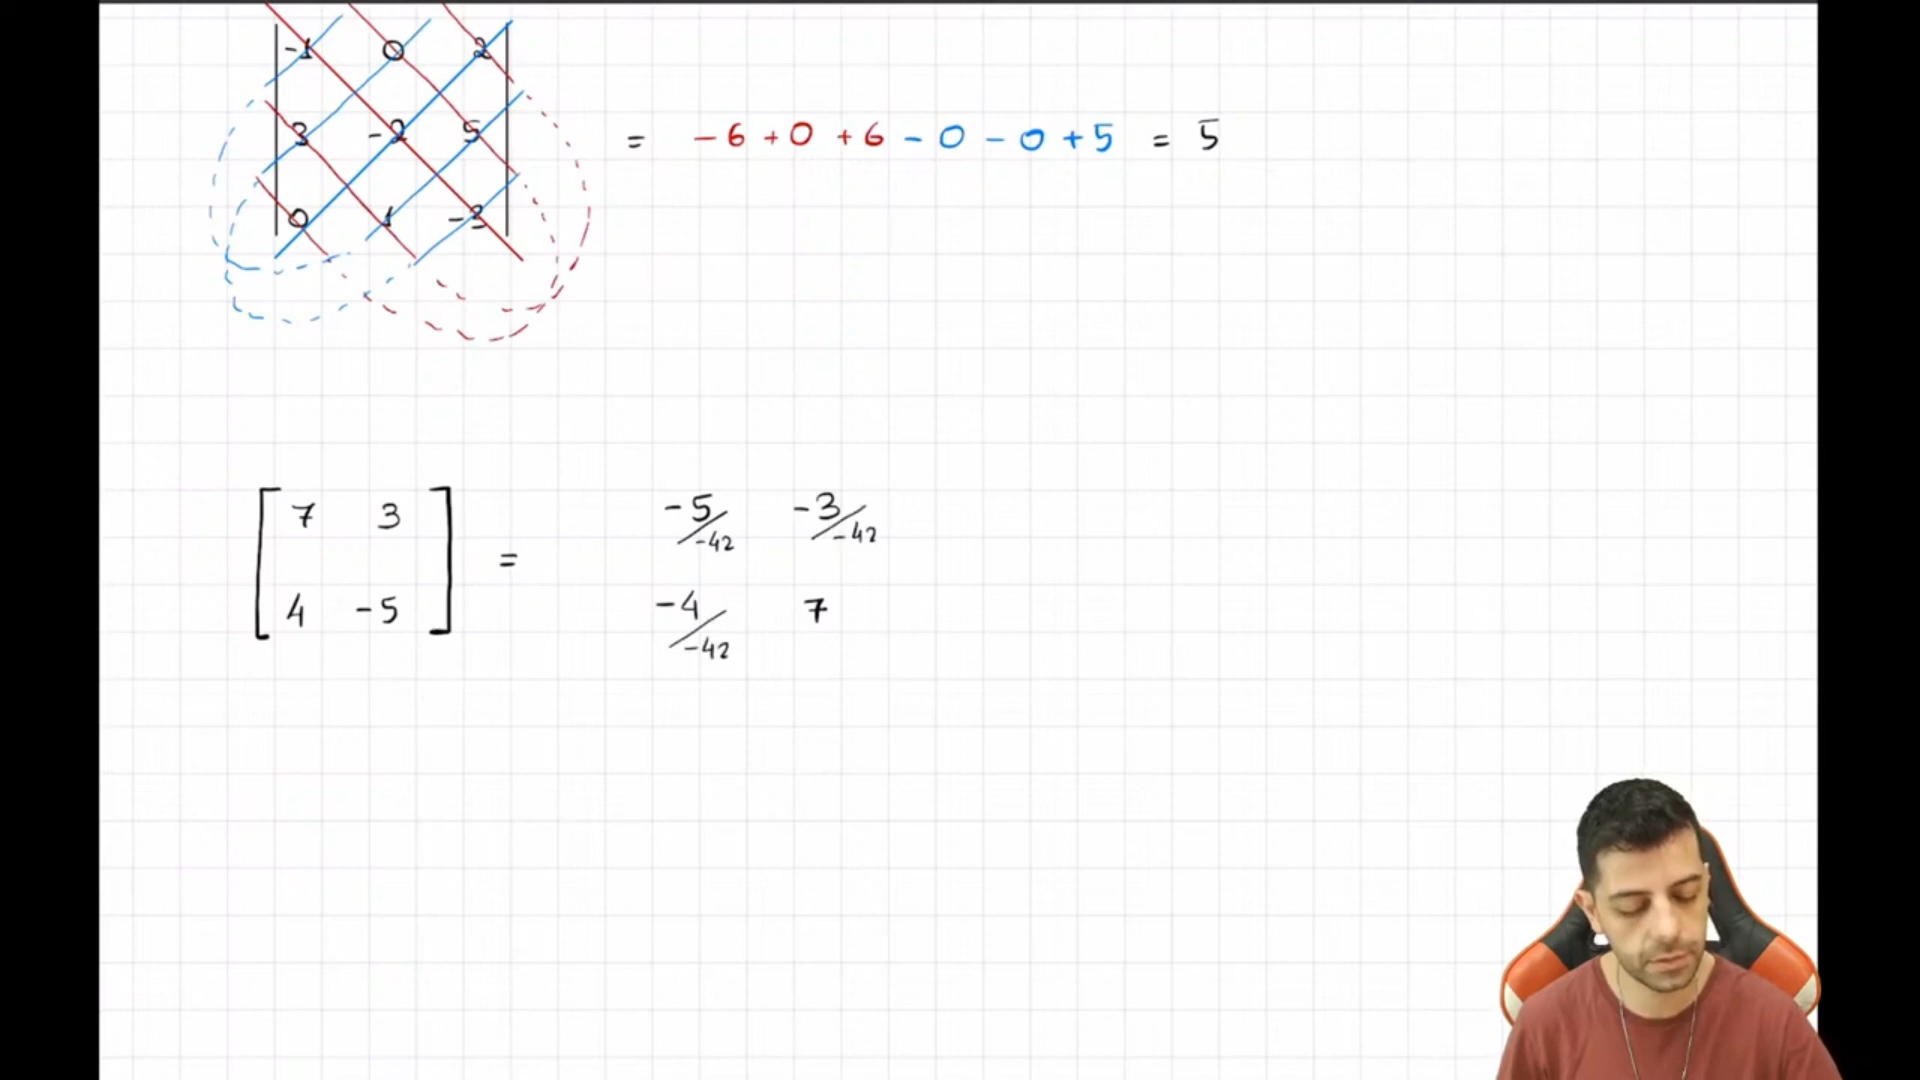 -1 0 2
3 -2 5 = -6 +0 +6 -0 -0 +5 = 5
0 1 -3
7 3 -5/-42 -3/-42
=
4 -5 -4/-42 7